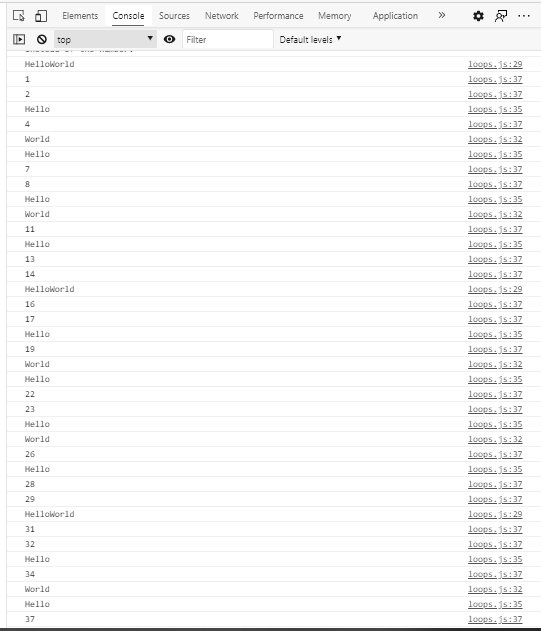 Elements Console Sources Network Performance Memory Application »
top Filter Default levels
HelloWorld loops.js:29
1 loops.js:37
2 loops.js:37
Hello loops.js:35
4 loops.js:37
World loops.js:32
Hello loops.js:35
7 loops.js:37
8 loops.js:37
Hello loops.js:35
World loops.js:32
11 loops.js:37
Hello loops.js:35
13 loops.js:37
14 loops.js:37
HelloWorld loops.js:29
16 loops.js:37
17 loops.js:37
Hello loops.js:35
19 loops.js:37
World loops.js:32
Hello loops.js:35
22 loops.js:37
23 loops.js:37
Hello loops.js:35
World loops.js:32
26 loops.js:37
Hello loops.js:35
28 loops.js:37
29 loops.js:37
HelloWorld loops.js:29
31 loops.js:37
32 loops.js:37
Hello loops.js:35
34 loops.js:37
World loops.js:32
Hello loops.js:35
37 loops.js:37